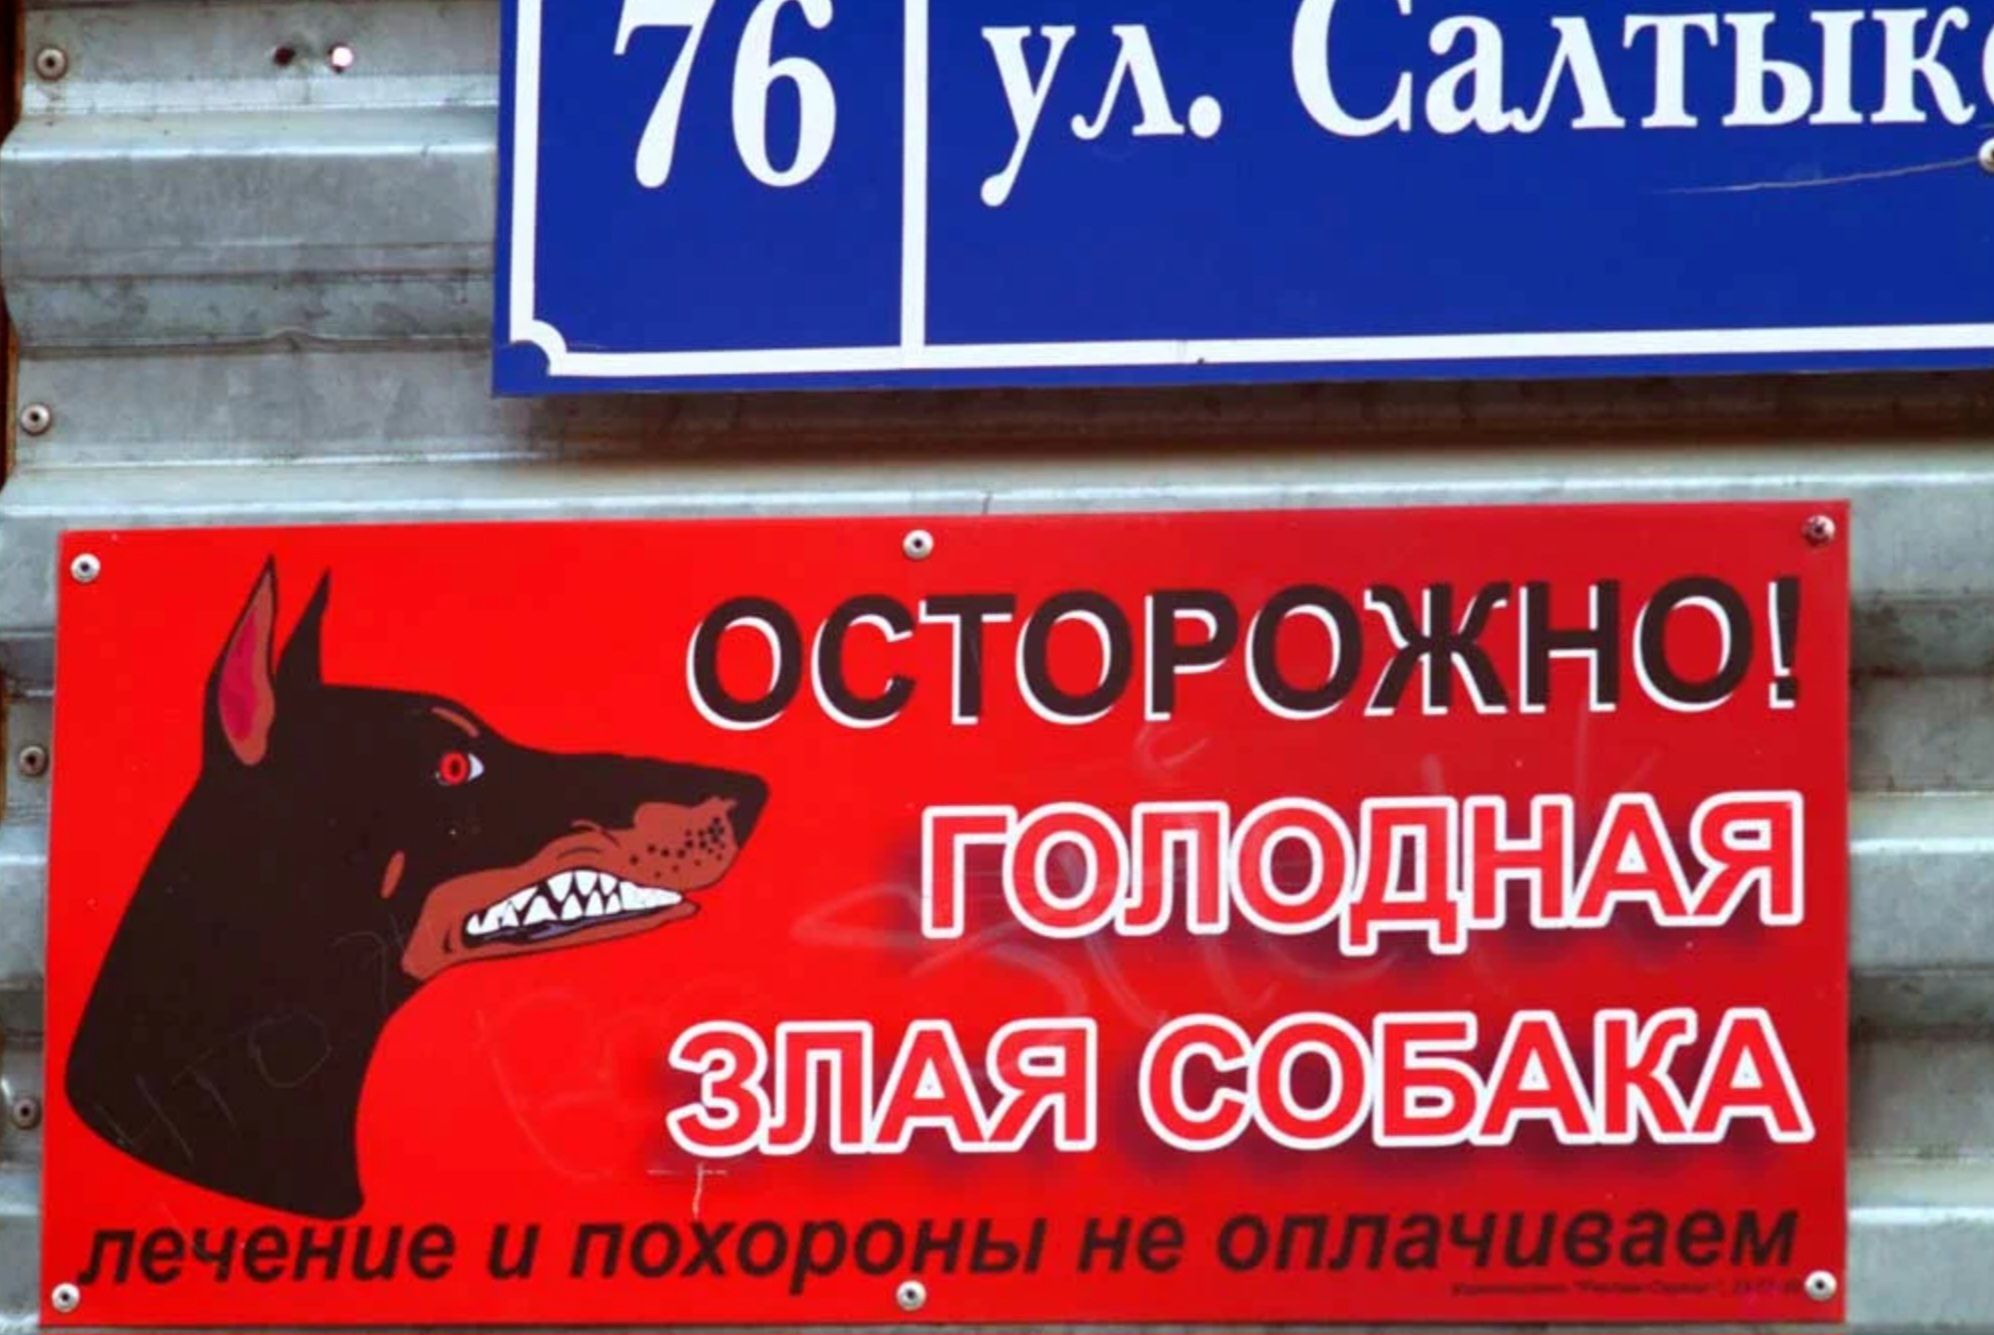 76 ул. Салтык
ОСТОРОЖНО!
ГОЛОДНАЯ
ЗЛАЯ СОБАКА
лечение и похороны не оплачиваем